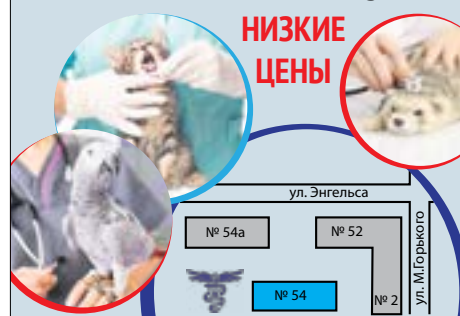 НИЗКИЕ
ЦЕНЫ
ул. Энгельса
№ 54а
№ 52
ул. М.Горького
№ 54
№ 2